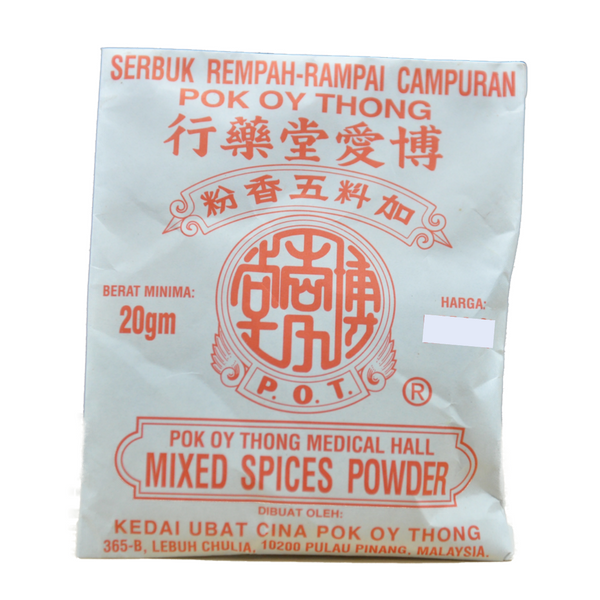 SERBUK REMPAH-RAMPAI CAMPURAN
POK OY THONG
博愛堂藥行
加料五香粉
BERAT MINIMA:
20gm
HARGA:
P.O.T.
®
POK OY THONG MEDICAL HALL
MIXED SPICES POWDER
DIBUAT OLEH:
KEDAI UBAT CINA POK OY THONG
365-B, LEBUH CHULIA, 10200 PULAU PINANG, MALAYSIA.